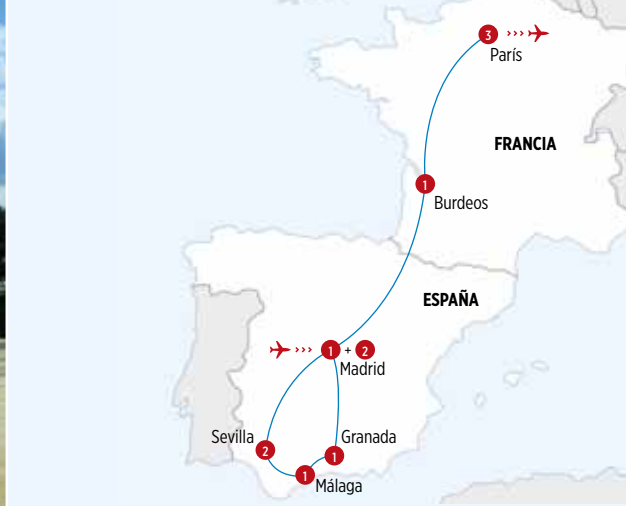 3
París
FRANCIA
1
Burdeos
ESPAÑA
1 + 2
Madrid
Sevilla
2
Granada
1
1
Málaga